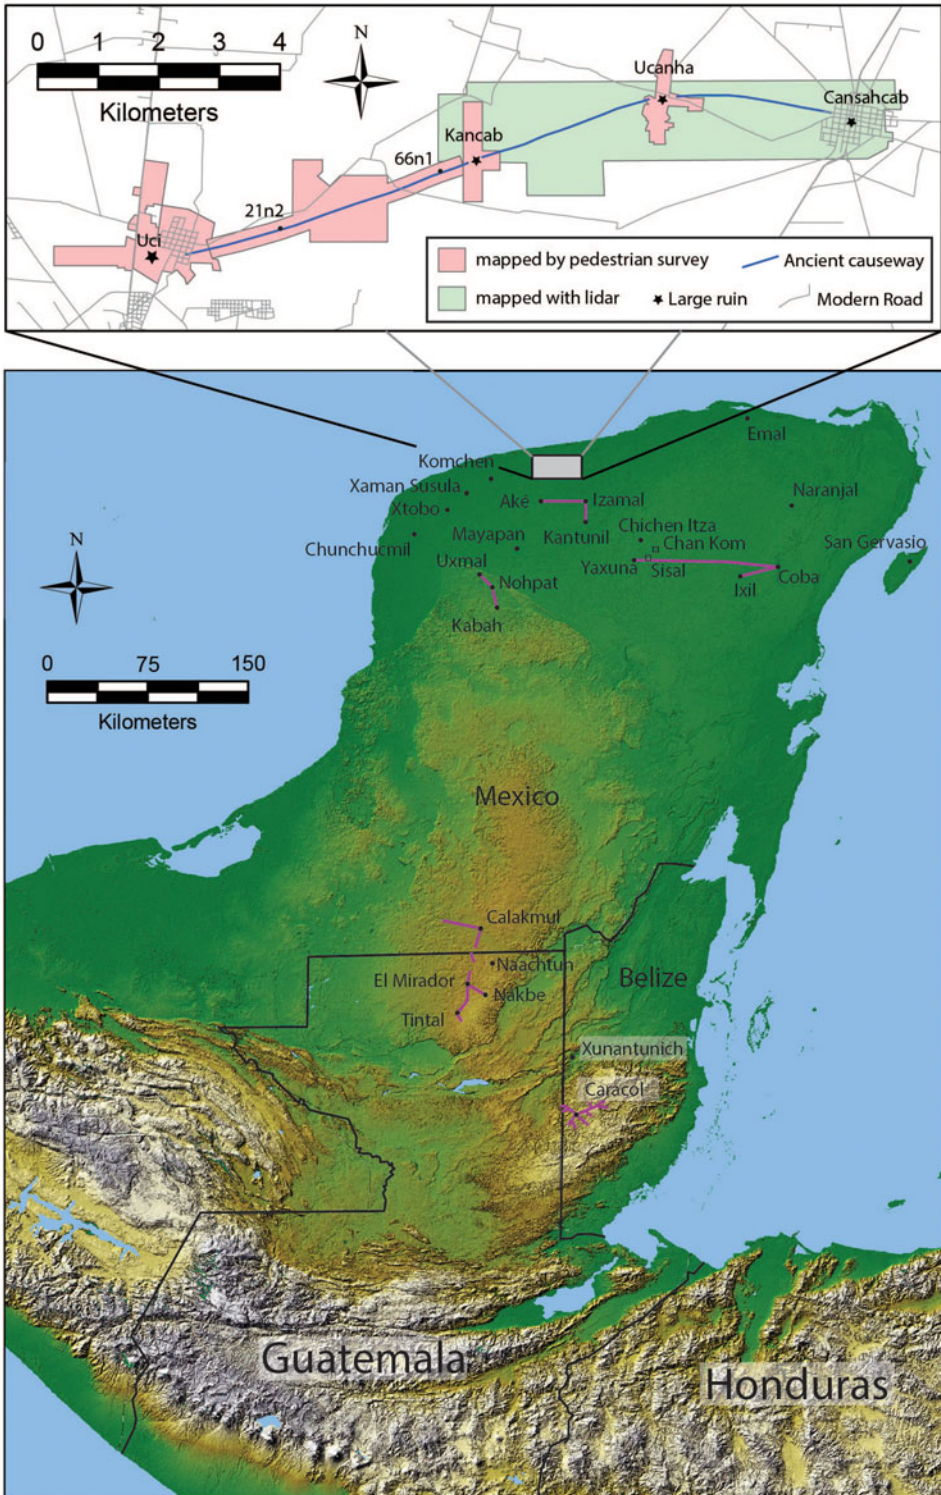 0 1 2 3 4
Kilometers
N
Ucanha
Cansahcab
Kancab
66n1
21n2
Uci
mapped by pedestrian survey
Ancient causeway
mapped with lidar
Large ruin
Modern Road
Emal
Komchen
Xaman Susula
Aké
Izamal
Naranjal
Xtobo
Chunchucmil
Mayapan
Kantunil
Chichen Itza
Chan Kom
San Gervasio
Uxmal
Yaxuna
Sisal
Coba
Nohpat
Ixil
Kabah
N
0 75 150
Kilometers
Mexico
Calakmul
Naachtun
El Mirador
Nakbe
Belize
Tintal
Xunantunich
Caracol
Guatemala
Honduras